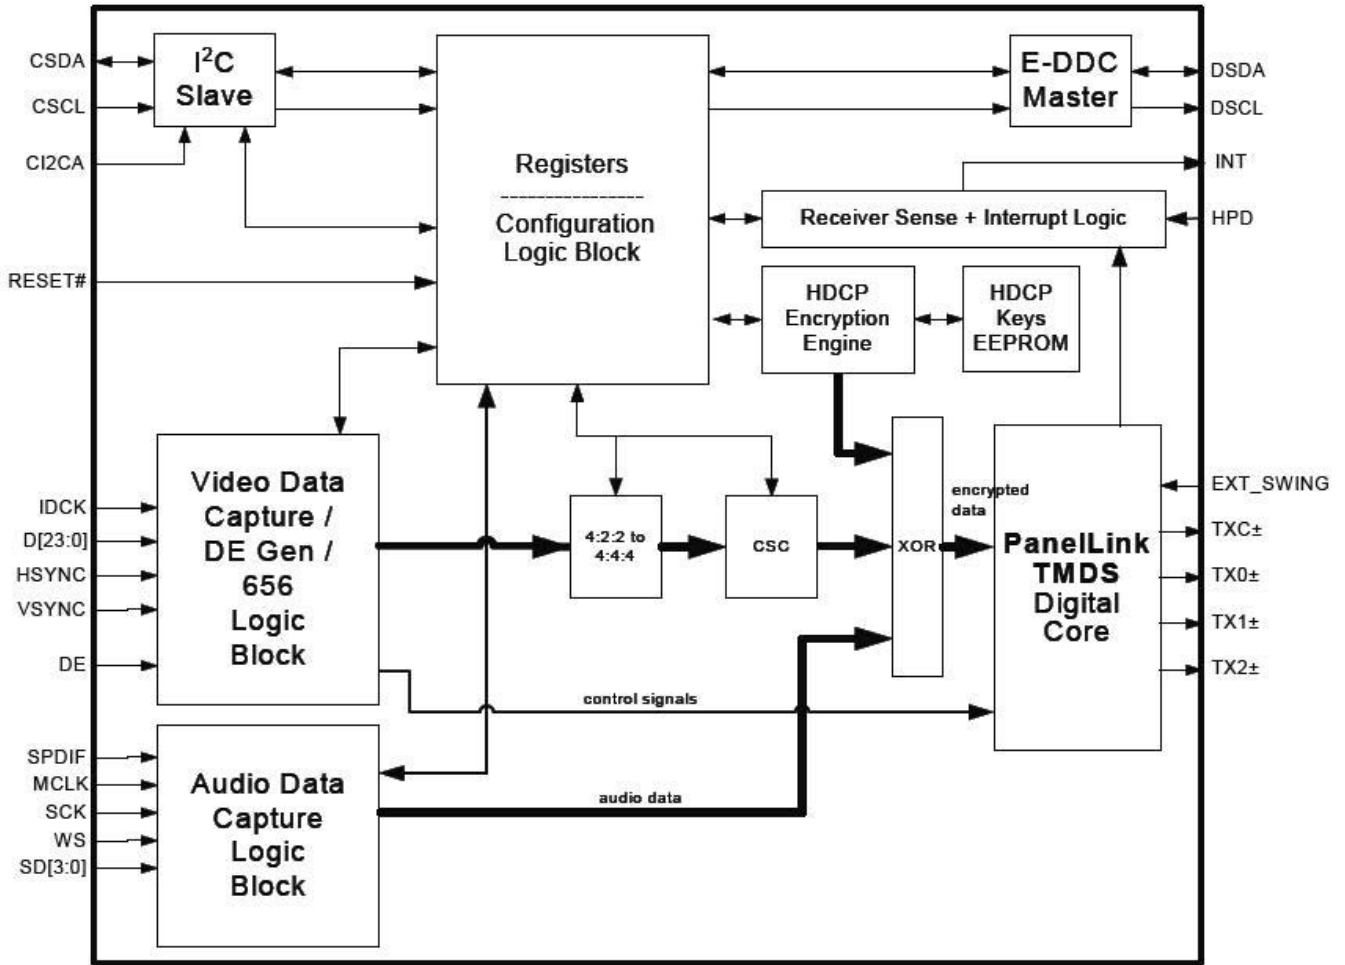 CSDA
CSCL
CI2CA
RESET#
IDCK
D[23:0]
HSYNC
VSYNC
DE
SPDIF
MCLK
SCK
WS
SD[3:0]
I²C
Slave
Registers
----------------
Configuration
Logic Block
E-DDC
Master
Receiver Sense + Interrupt Logic
HDCP
Encryption
Engine
HDCP
Keys
EEPROM
Video Data
Capture /
DE Gen /
656
Logic
Block
4:2:2 to
4:4:4
CSC
XOR
encrypted
data
PanelLink
TMDS
Digital
Core
control signals
Audio Data
Capture
Logic
Block
audio data
DSDA
DSCL
INT
HPD
EXT_SWING
TXC±
TX0±
TX1±
TX2±